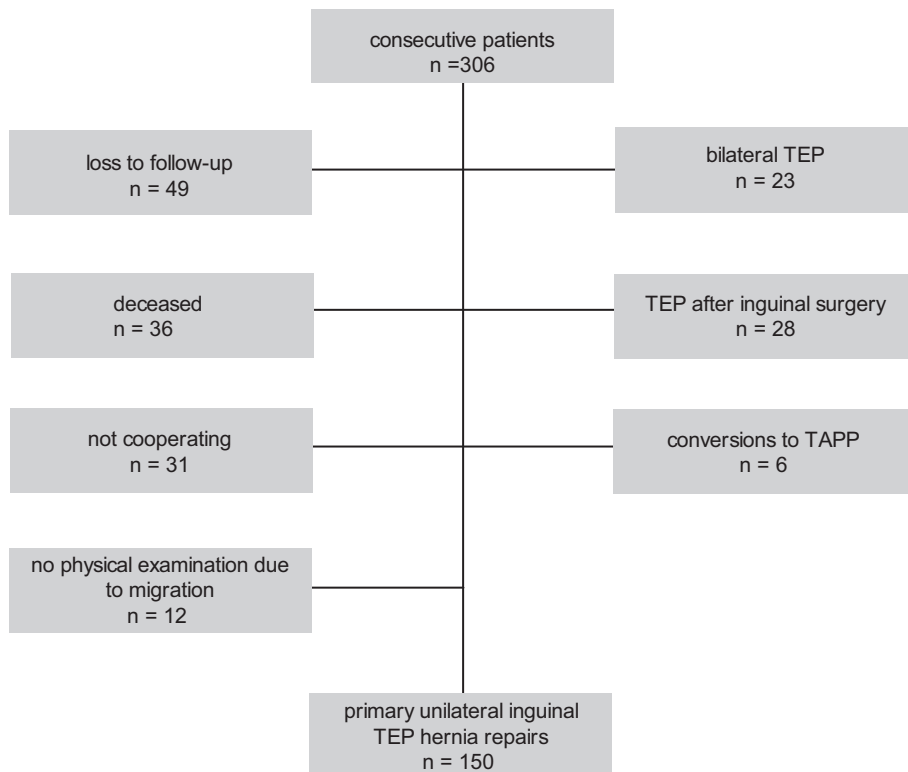 consecutive patients
n =306
loss to follow-up
n = 49
bilateral TEP
n = 23
deceased
n = 36
TEP after inguinal surgery
n = 28
not cooperating
n = 31
conversions to TAPP
n = 6
no physical examination due
to migration
n = 12
primary unilateral inguinal
TEP hernia repairs
n = 150